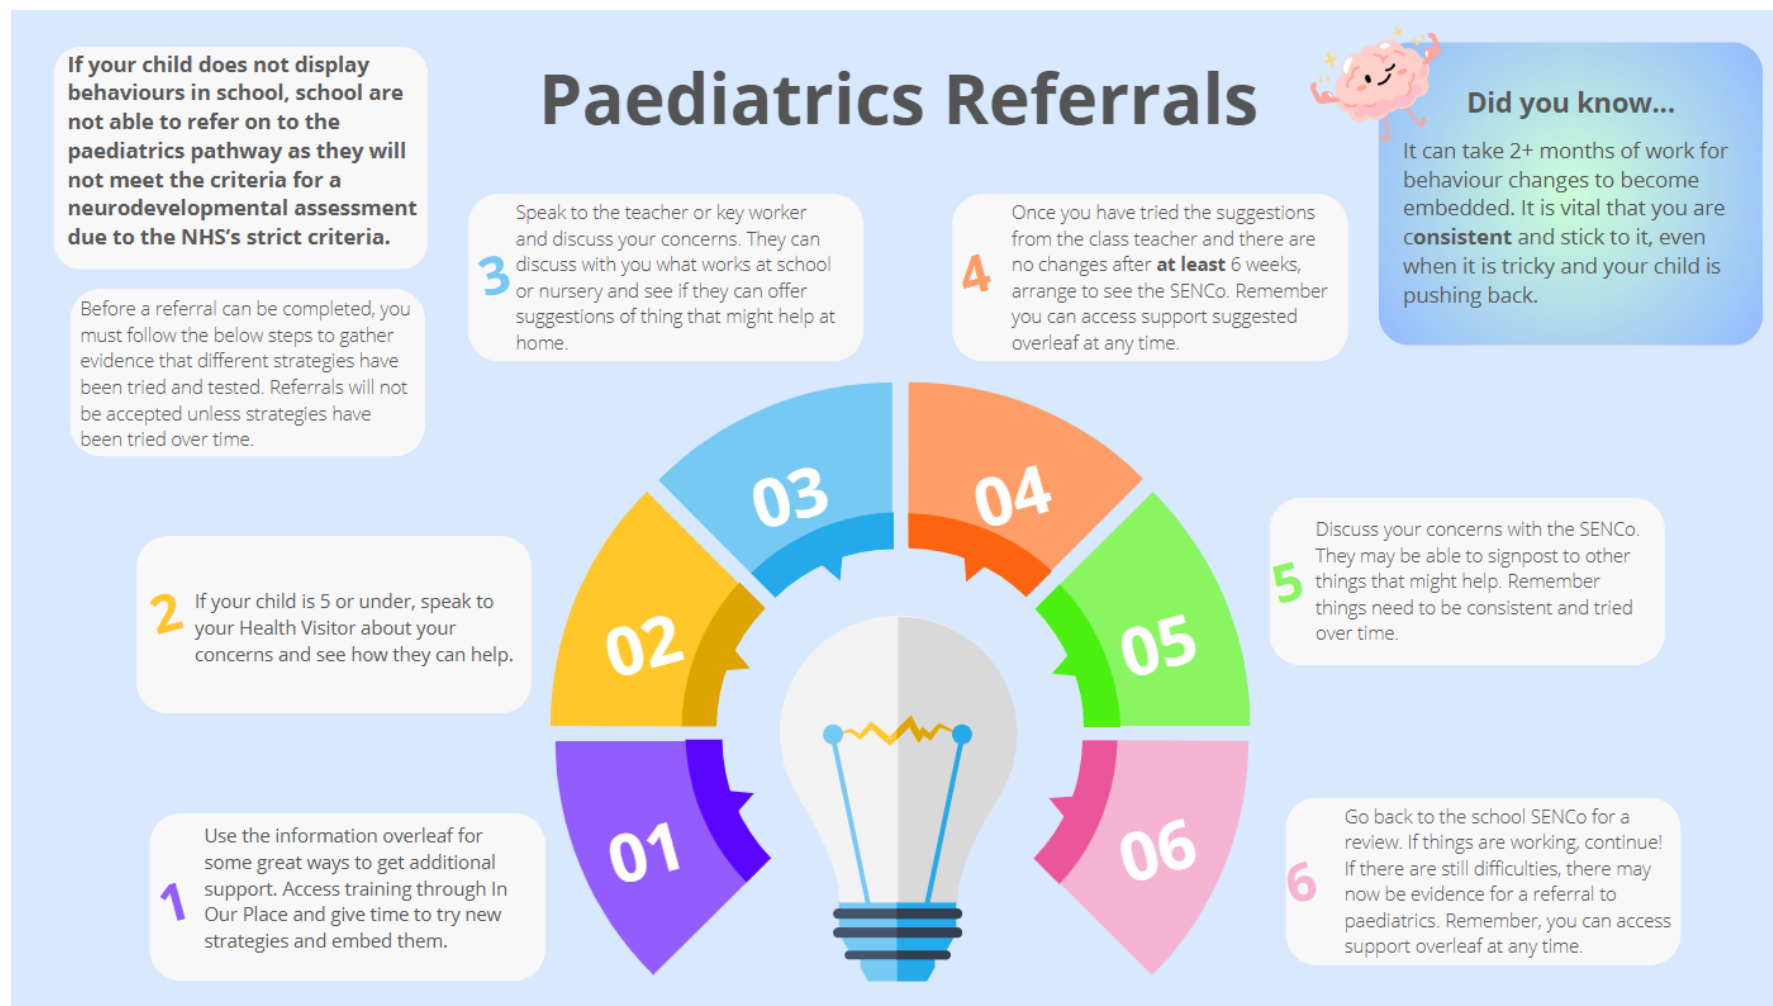 Paediatrics Referrals
If your child does not display
behaviours in school, school are
not able to refer on to the
paediatrics pathway as they will
not meet the criteria for a
neurodevelopmental assessment
due to the NHS's strict criteria.
Before a referral can be completed, you
must follow the below steps to gather
evidence that different strategies have
been tried and tested. Referrals will not
be accepted unless strategies have
been tried over time.
Did you know...
It can take 2+ months of work for
behaviour changes to become
embedded. It is vital that you are
consistent and stick to it, even
when it is tricky and your child is
pushing back.
1
Use the information overleaf for
some great ways to get additional
support. Access training through In
Our Place and give time to try new
strategies and embed them.
2
If your child is 5 or under, speak to
your Health Visitor about your
concerns and see how they can help.
3
Speak to the teacher or key worker
and discuss your concerns. They can
discuss with you what works at school
or nursery and see if they can offer
suggestions of thing that might help at
home.
4
Once you have tried the suggestions
from the class teacher and there are
no changes after at least 6 weeks,
arrange to see the SENCo. Remember
you can access support suggested
overleaf at any time.
5
Discuss your concerns with the SENCo.
They may be able to signpost to other
things that might help. Remember
things need to be consistent and tried
over time.
6
Go back to the school SENCo for a
review. If things are working, continue!
If there are still difficulties, there may
now be evidence for a referral to
paediatrics. Remember, you can access
support overleaf at any time.
01
02
03
04
05
06